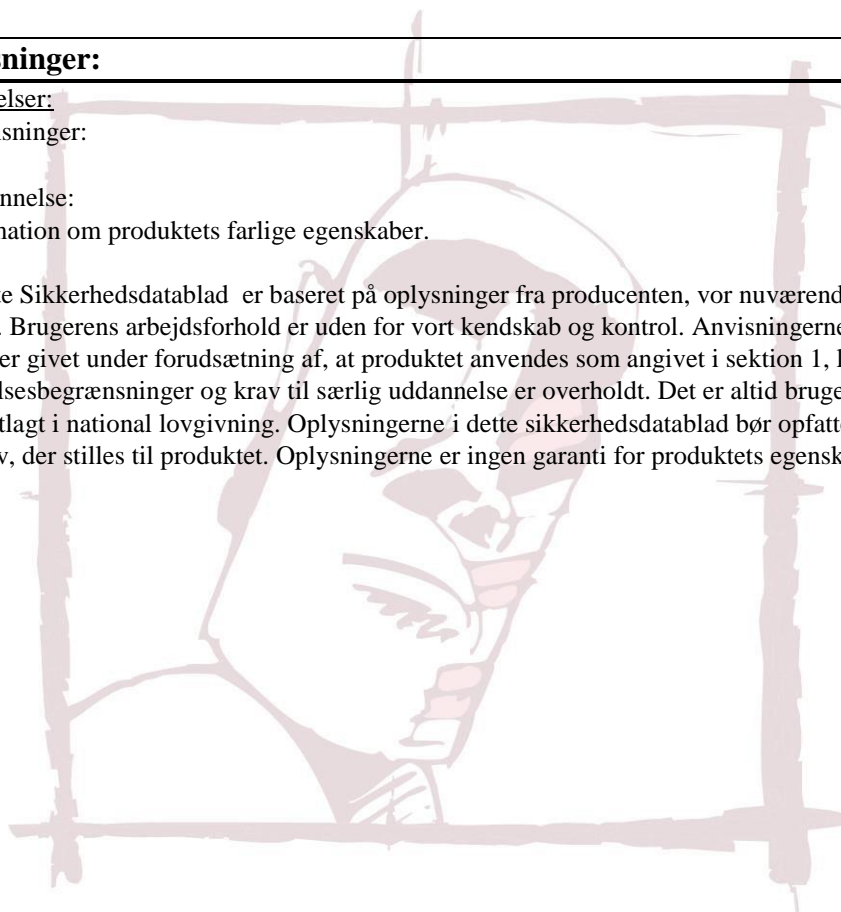 sninger:
elser:
sninger:
nnelse:
nation om produktets farlige egenskaber.
te Sikkerhedsdatablad er baseret på oplysninger fra producenten, vor nuværend
. Brugerens arbejdsforhold er uden for vort kendskab og kontrol. Anvisningerne
er givet under forudsætning af, at produktet anvendes som angivet i sektion 1,
lsesbegrænsninger og krav til særlig uddannelse er overholdt. Det er altid bruge
tlagt i national lovgivning. Oplysningerne i dette sikkerhedsdatablad bør opfatte
v, der stilles til produktet. Oplysningerne er ingen garanti for produktets egensk